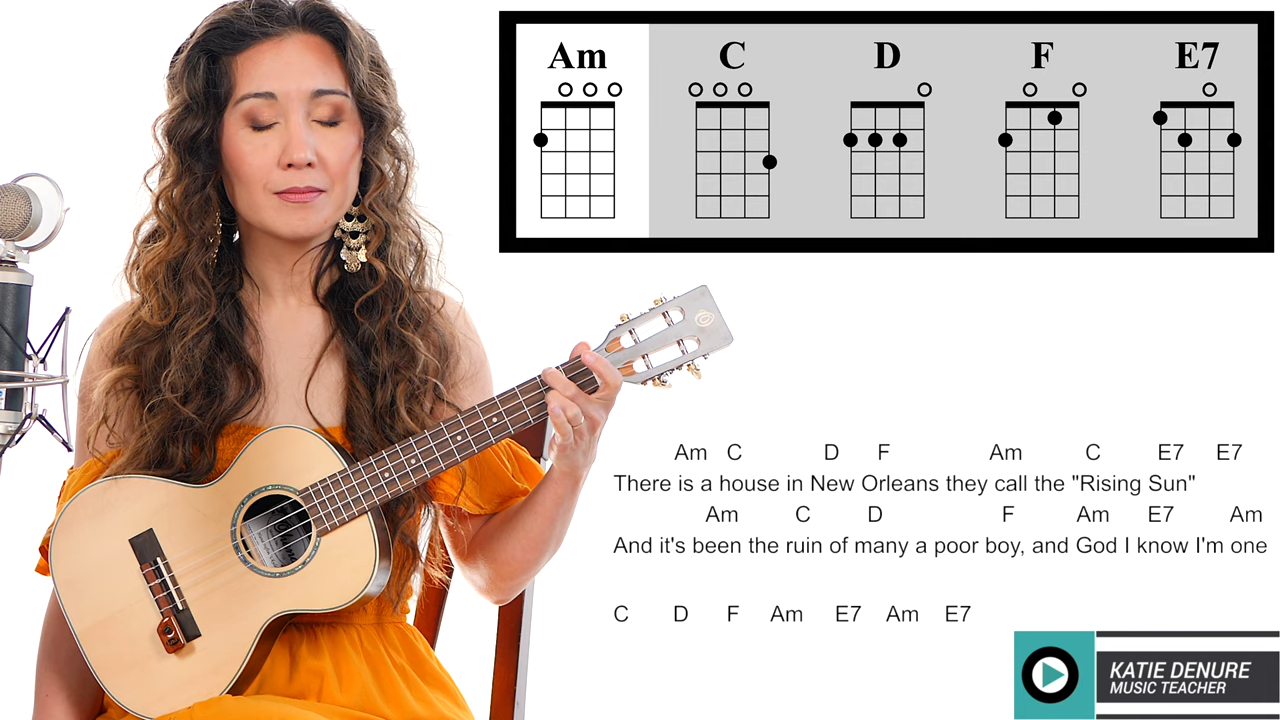 Am C D F E7
Am C D F Am C E7 E7
There is a house in New Orleans they call the "Rising Sun"
Am C D F Am E7 Am
And it's been the ruin of many a poor boy, and God I know I'm one
C D F Am E7 Am E7
KATIE DENURE
MUSIC TEACHER